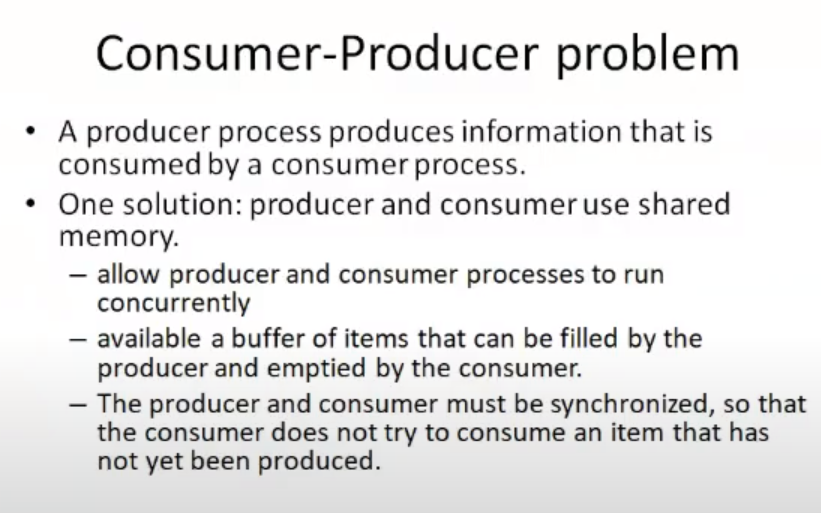 Consumer-Producer problem
• A producer process produces information that is
consumed by a consumer process.
• One solution: producer and consumer use shared
memory.
– allow producer and consumer processes to run
concurrently
– available a buffer of items that can be filled by the
producer and emptied by the consumer.
– The producer and consumer must be synchronized, so that
the consumer does not try to consume an item that has
not yet been produced.